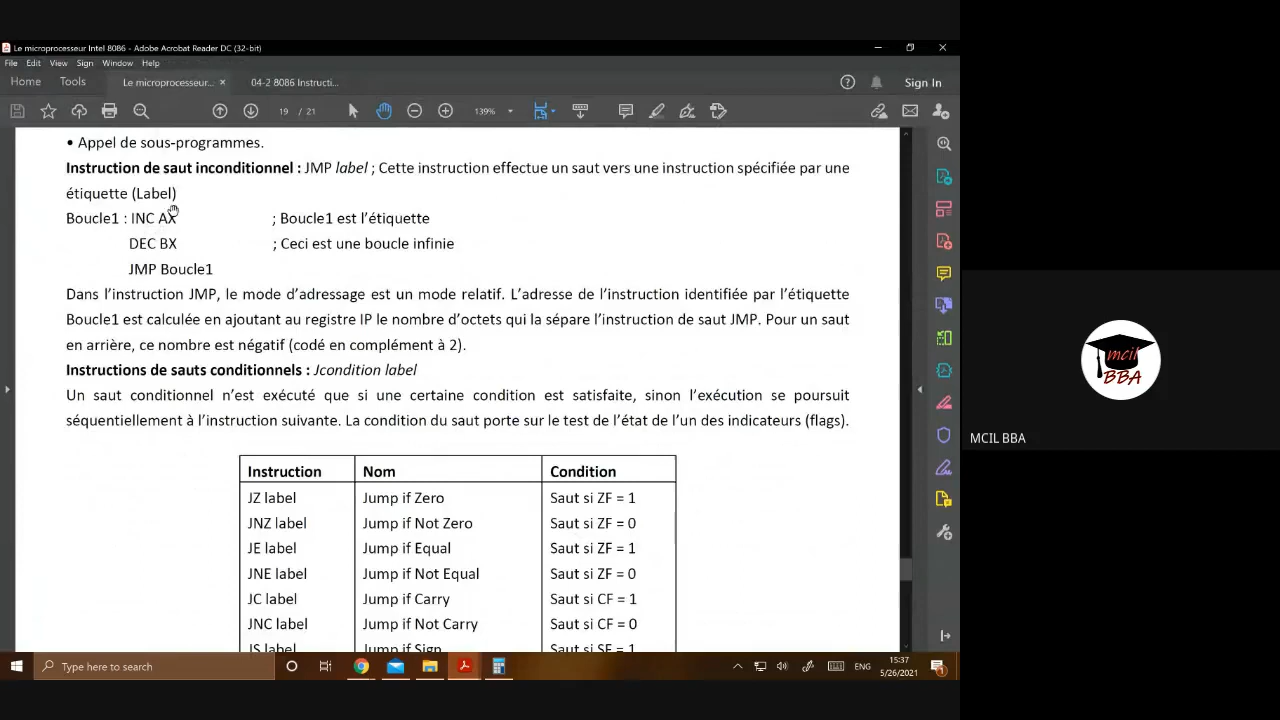 Le microprocesseur Intel 8086 - Adobe Acrobat Reader DC (32-bit)
File Edit View Sign Window Help
Home Tools Le microprocesseur... × 04-2 8086 Instructi... Sign In
19 / 21 139%
• Appel de sous-programmes.
Instruction de saut inconditionnel : JMP label ; Cette instruction effectue un saut vers une instruction spécifiée par une
étiquette (Label)
Boucle1 : INC AX ; Boucle1 est l'étiquette
DEC BX ; Ceci est une boucle infinie
JMP Boucle1
Dans l'instruction JMP, le mode d'adressage est un mode relatif. L'adresse de l'instruction identifiée par l'étiquette
Boucle1 est calculée en ajoutant au registre IP le nombre d'octets qui la sépare l'instruction de saut JMP. Pour un saut
en arrière, ce nombre est négatif (codé en complément à 2).
Instructions de sauts conditionnels : Jcondition label
Un saut conditionnel n'est exécuté que si une certaine condition est satisfaite, sinon l'exécution se poursuit
séquentiellement à l'instruction suivante. La condition du saut porte sur le test de l'état de l'un des indicateurs (flags).
Instruction Nom Condition
JZ label Jump if Zero Saut si ZF = 1
JNZ label Jump if Not Zero Saut si ZF = 0
JE label Jump if Equal Saut si ZF = 1
JNE label Jump if Not Equal Saut si ZF = 0
JC label Jump if Carry Saut si CF = 1
JNC label Jump if Not Carry Saut si CF = 0
JS label Jump if Sign Saut si SF = 1
Type here to search
ENG
15:37
5/26/2021
1
mcil
BBA
MCIL BBA